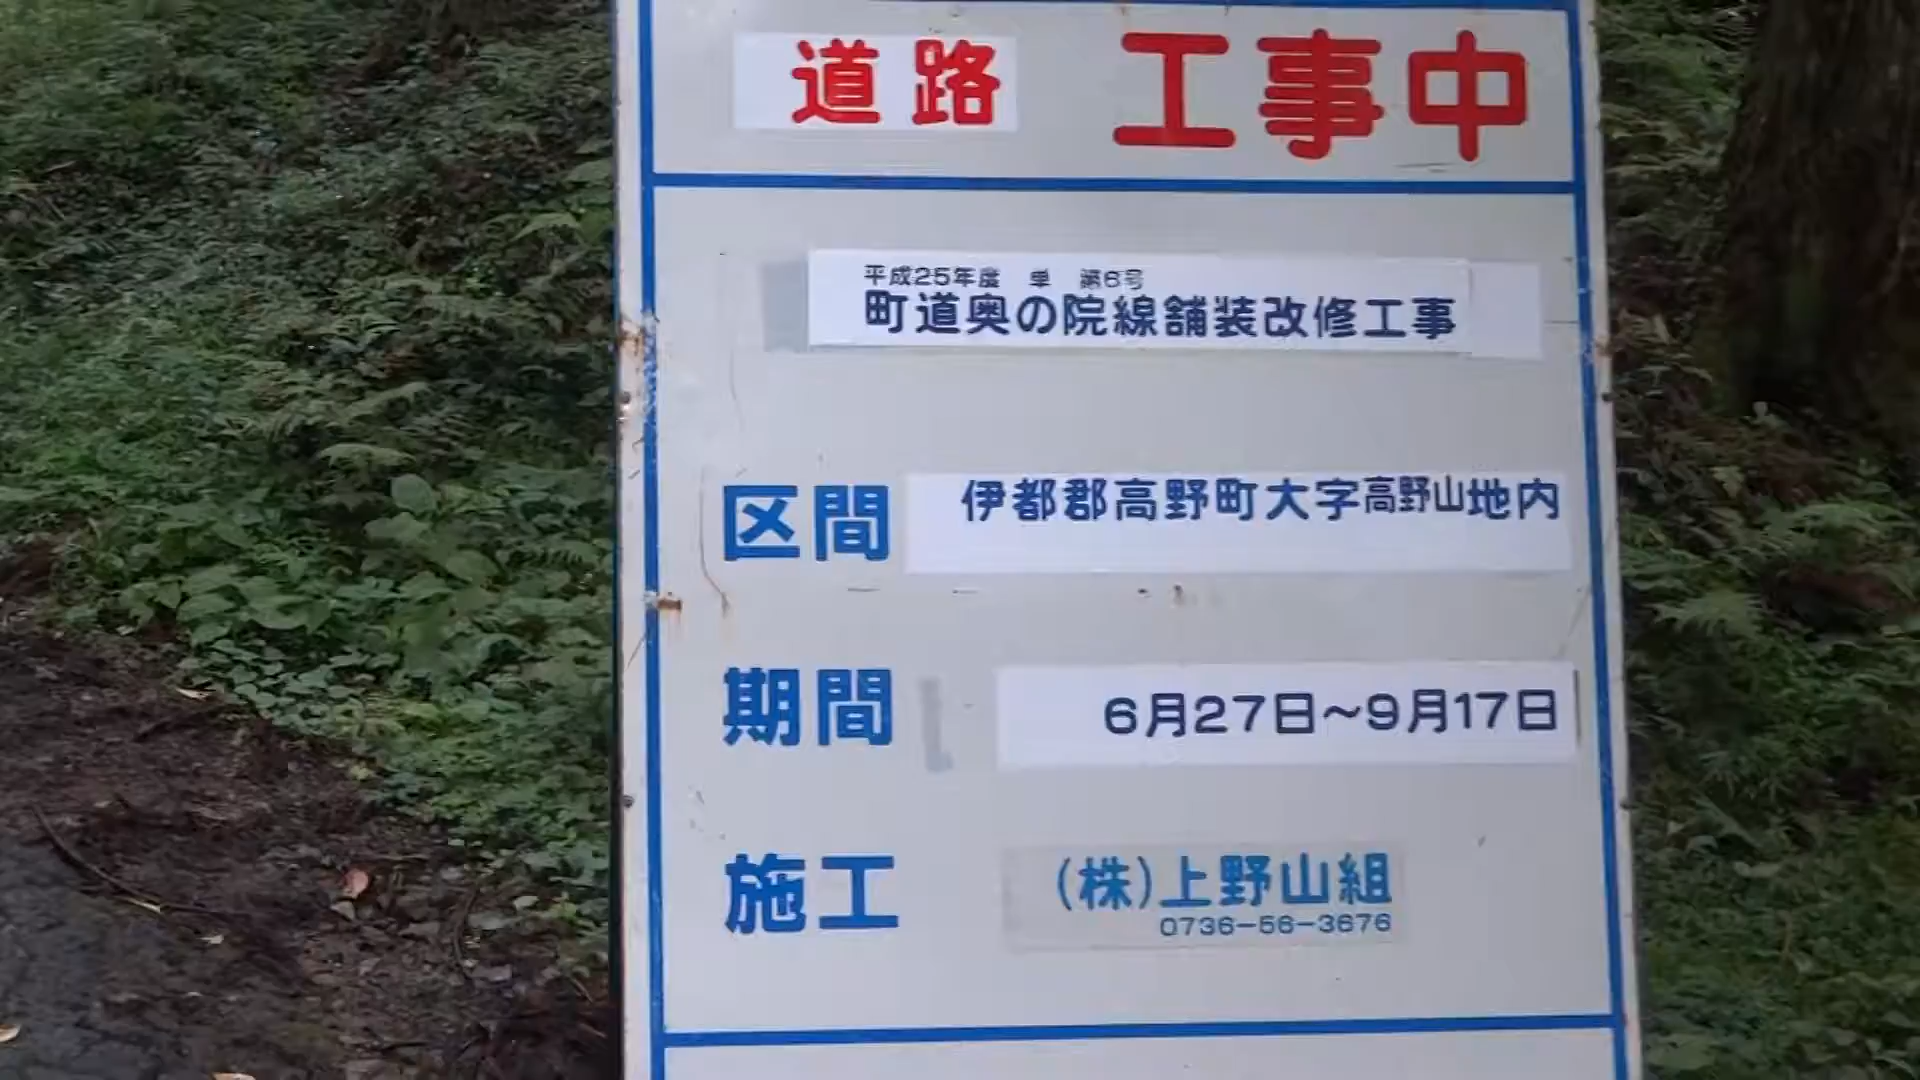 道路 工事中
平成25年度 単 第6号
町道奥の院線舗装改修工事
区間 伊都郡高野町大字高野山地内
期間 6月27日~9月17日
施工 (株)上野山組
0736-56-3676